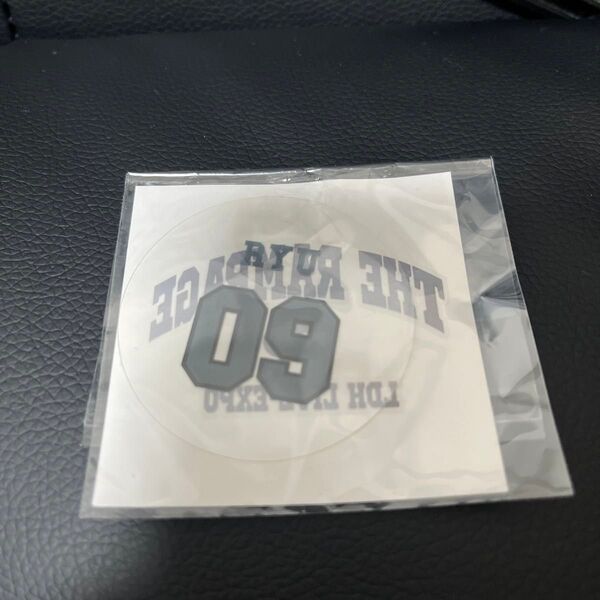 RYU
THE RAMPAGE
09
LDH LIVE EXPO